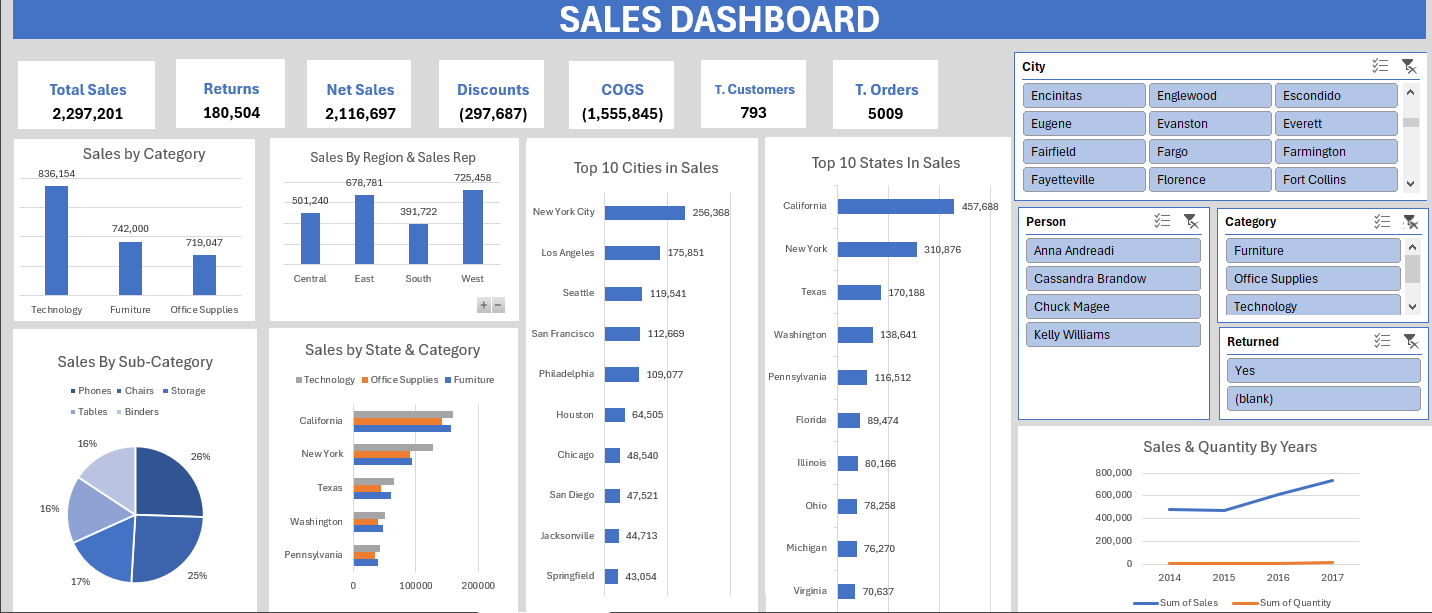 SALES DASHBOARD
Total Sales
2,297,201
Returns
180,504
Net Sales
2,116,697
Discounts
(297,687)
COGS
(1,555,845)
T. Customers
793
T. Orders
5009
City
Encinitas Englewood Escondido
Eugene Evanston Everett
Fairfield Fargo Farmington
Fayetteville Florence Fort Collins
Sales by Category
836,154
742,000
719,047
Technology Furniture Office Supplies
Sales By Region & Sales Rep
501,240
678,781
391,722
725,458
Central East South West
+ −
Top 10 Cities in Sales
New York City 256,368
Los Angeles 175,851
Seattle 119,541
San Francisco 112,669
Philadelphia 109,077
Houston 64,505
Chicago 48,540
San Diego 47,521
Jacksonville 44,713
Springfield 43,054
Top 10 States In Sales
California 457,688
New York 310,876
Texas 170,188
Washington 138,641
Pennsylvania 116,512
Florida 89,474
Illinois 80,166
Ohio 78,258
Michigan 76,270
Virginia 70,637
Person
Anna Andreadi
Cassandra Brandow
Chuck Magee
Kelly Williams
Category
Furniture
Office Supplies
Technology
Returned
Yes
(blank)
Sales By Sub-Category
Phones Chairs Storage
Tables Binders
16%
26%
16%
17%
25%
Sales by State & Category
Technology Office Supplies Furniture
California
New York
Texas
Washington
Pennsylvania
0 100000 200000
Sales & Quantity By Years
800,000
600,000
400,000
200,000
0
2014 2015 2016 2017
Sum of Sales Sum of Quantity